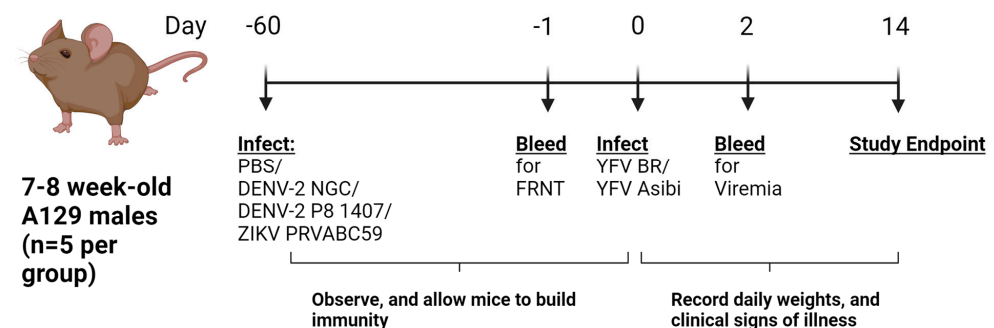 Day -60 -1 0 2 14
Infect: Bleed Infect Bleed Study Endpoint
PBS/ for YFV BR/ for
DENV-2 NGC/ FRNT YFV Asibi Viremia
DENV-2 P8 1407/
ZIKV PRVABC59
7-8 week-old
A129 males
(n=5 per
group)
Observe, and allow mice to build
immunity
Record daily weights, and
clinical signs of illness